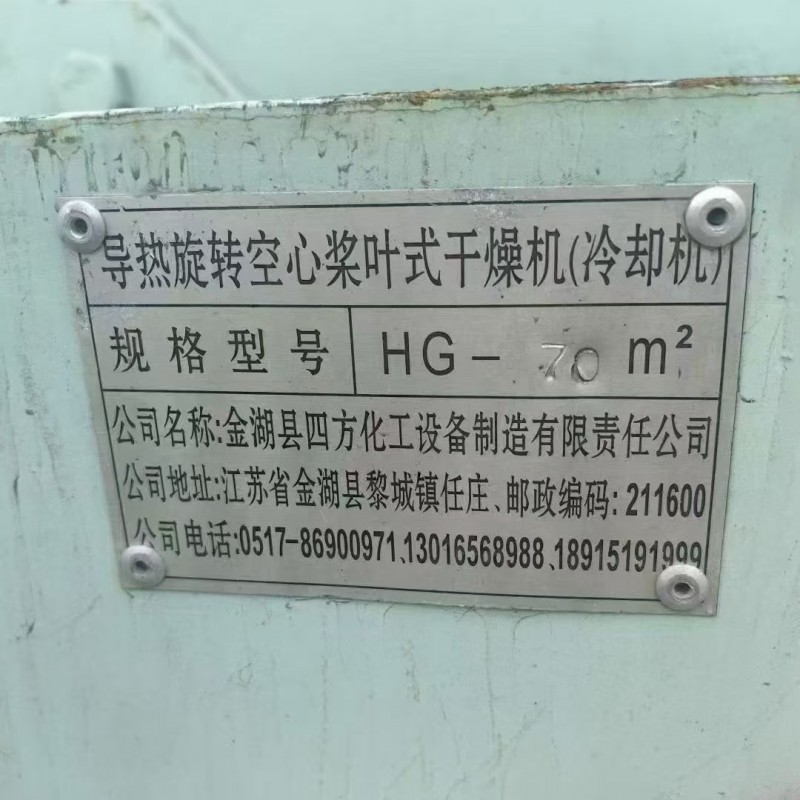 导热旋转空心桨叶式干燥机(冷却机)
规格型号 HG-70 m²
公司名称:金湖县四方化工设备制造有限责任公司
公司地址:江苏省金湖县黎城镇任庄、邮政编码:211600
公司电话:0517-86900971、13016568988、18915191999